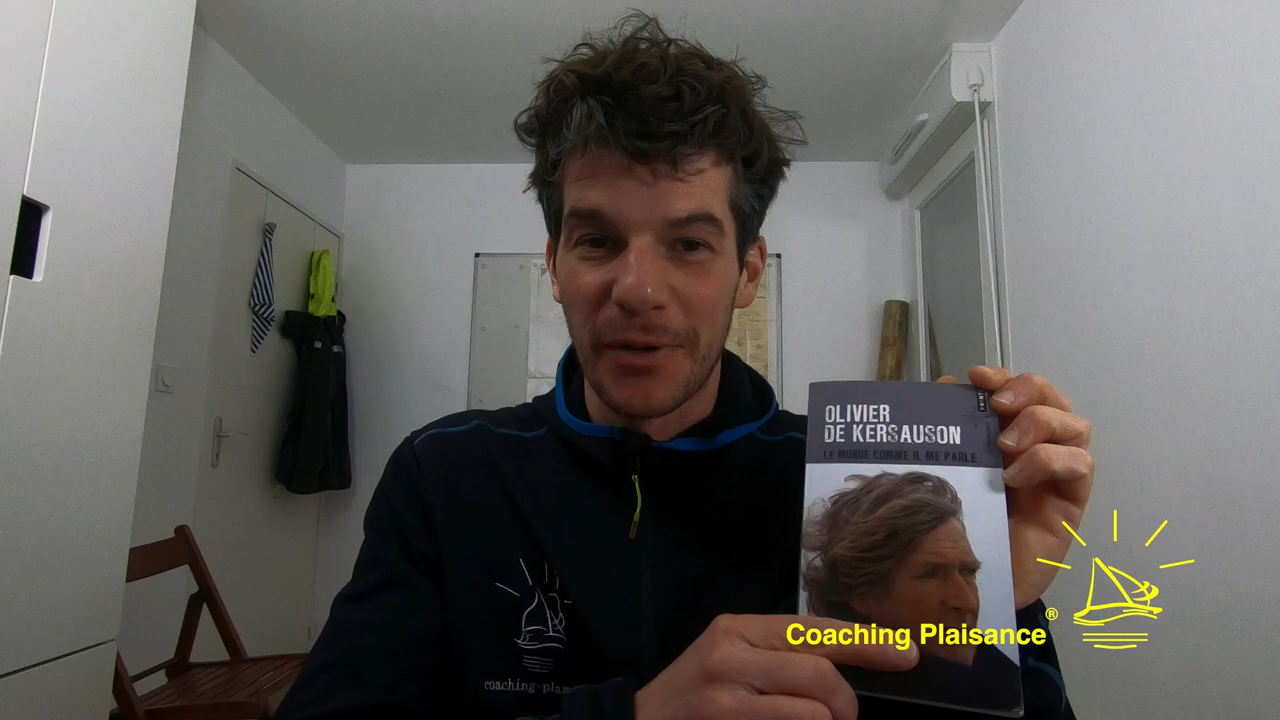 OLIVIER
DE KERSAUSON
LE MONDE COMME IL ME PARLE
Coaching Plaisance ®